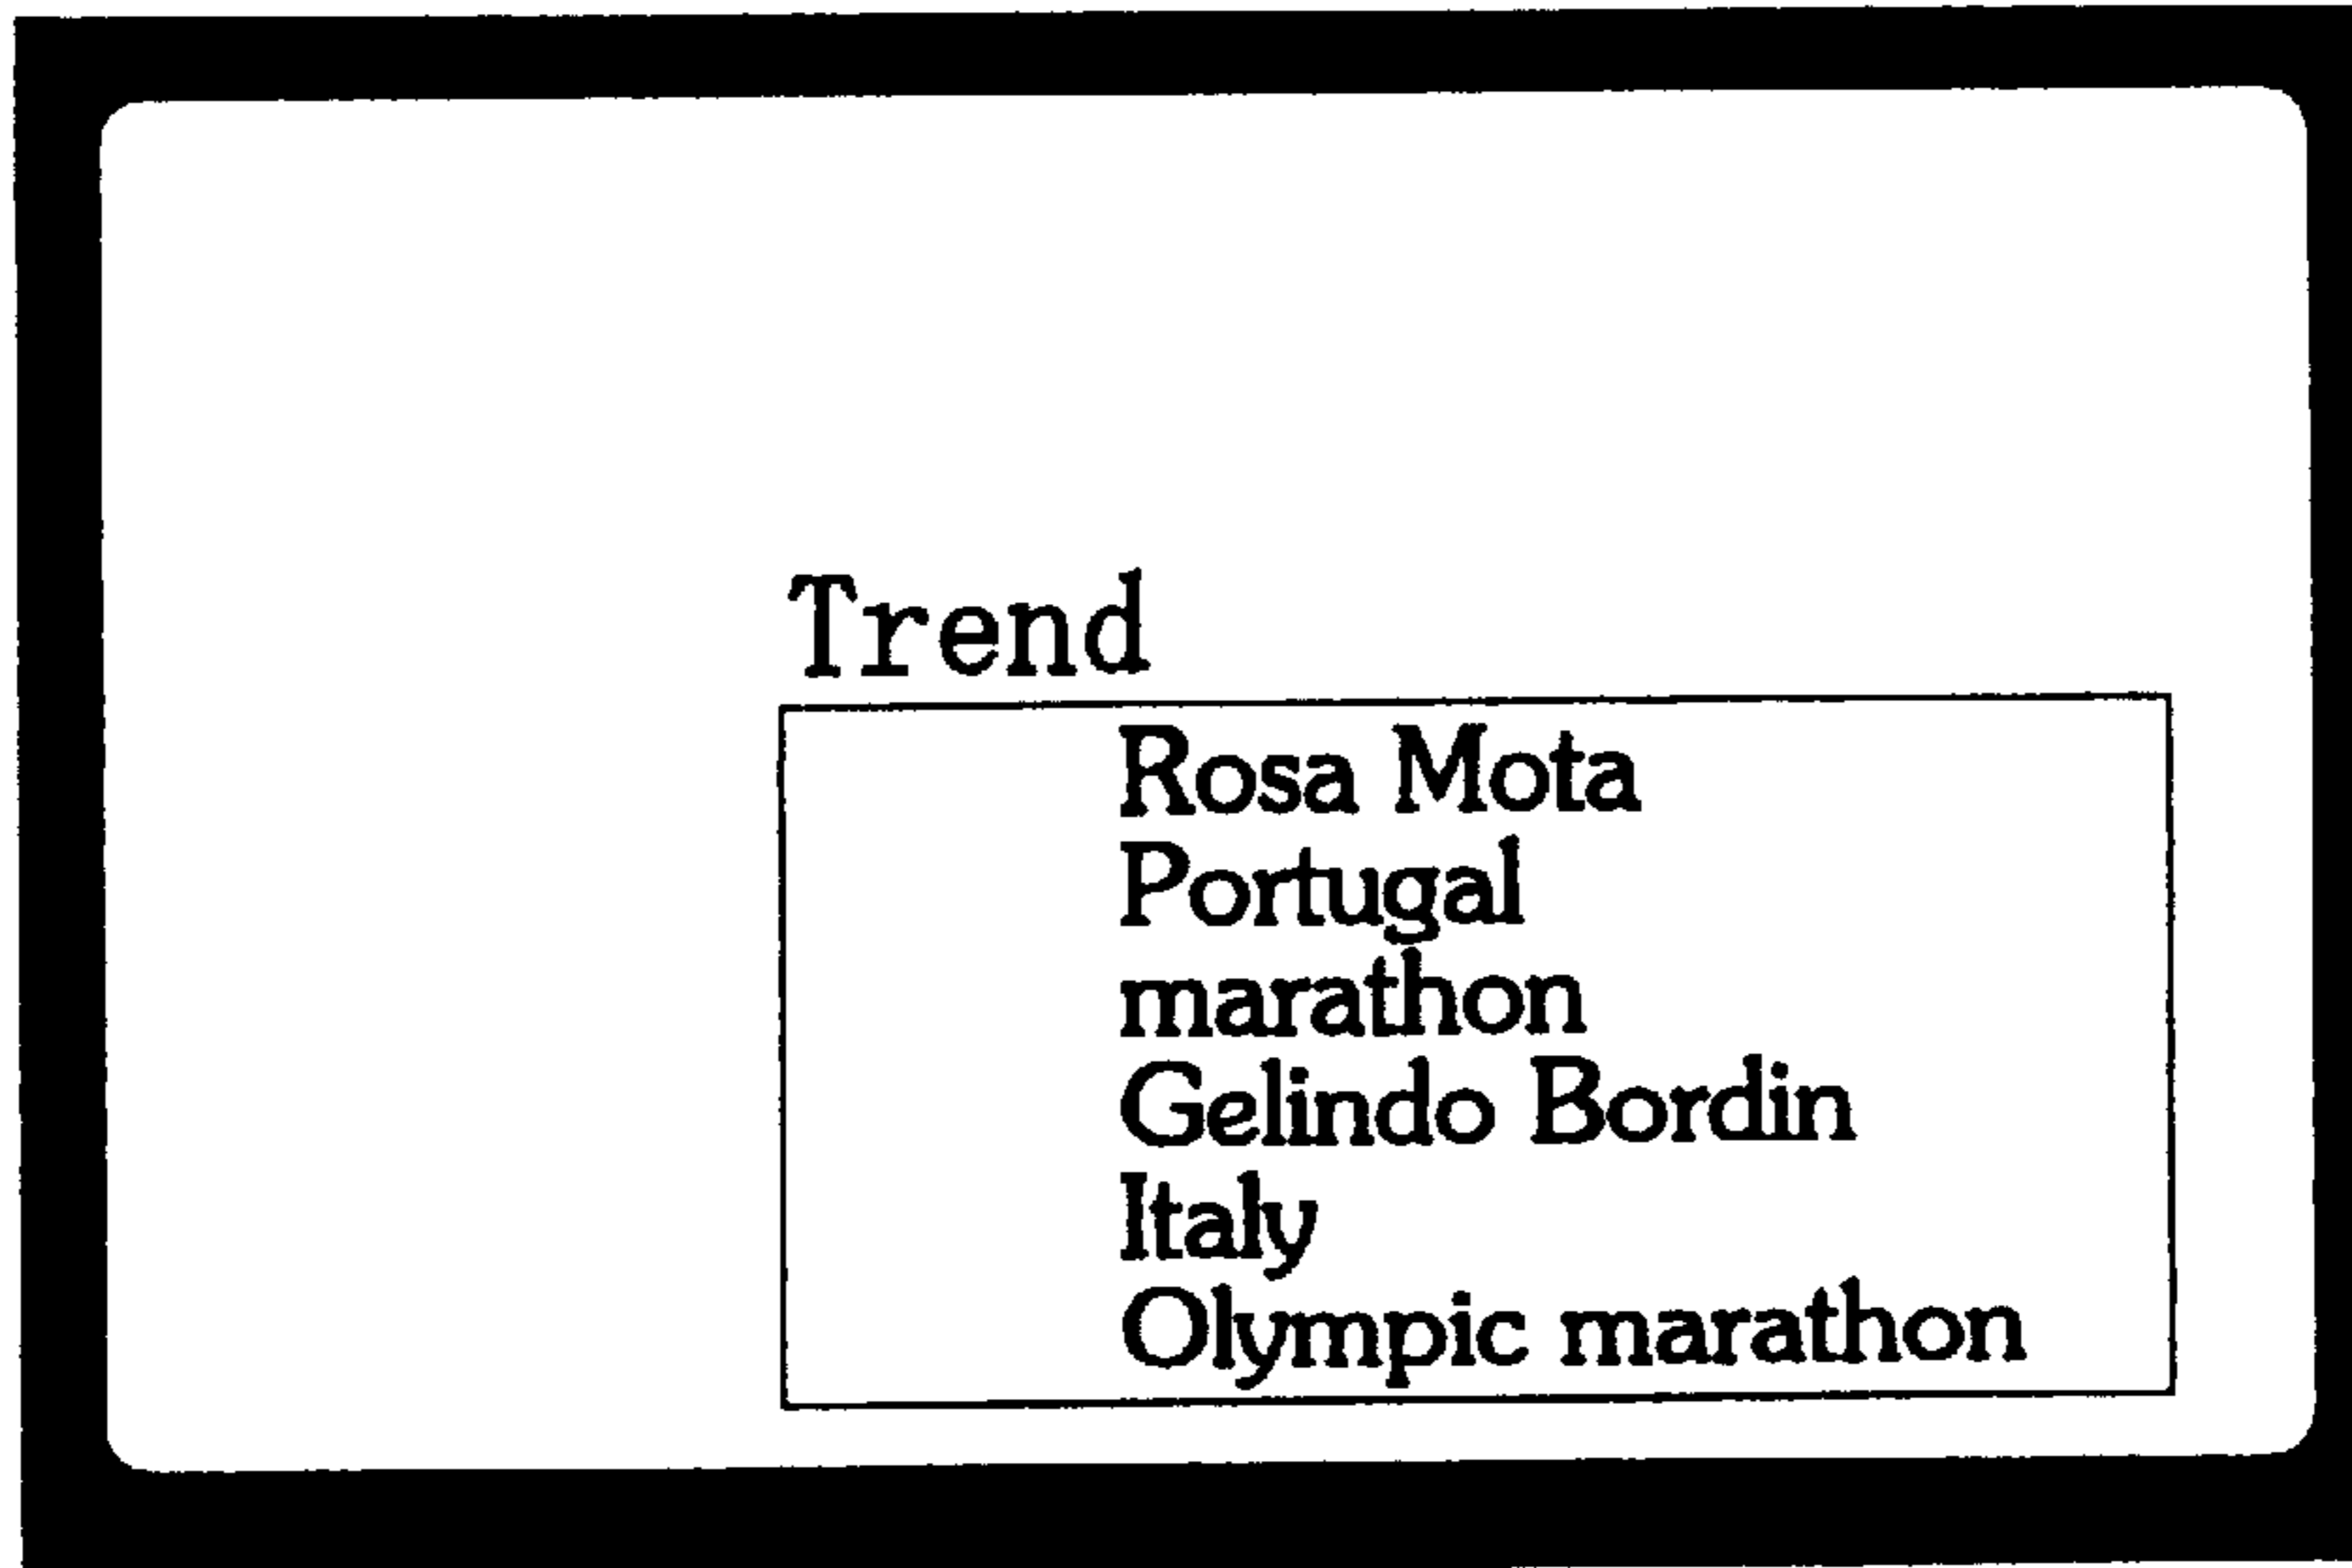 Trend
Rosa Mota
Portugal
marathon
Gelindo Bordin
Italy
Olympic marathon